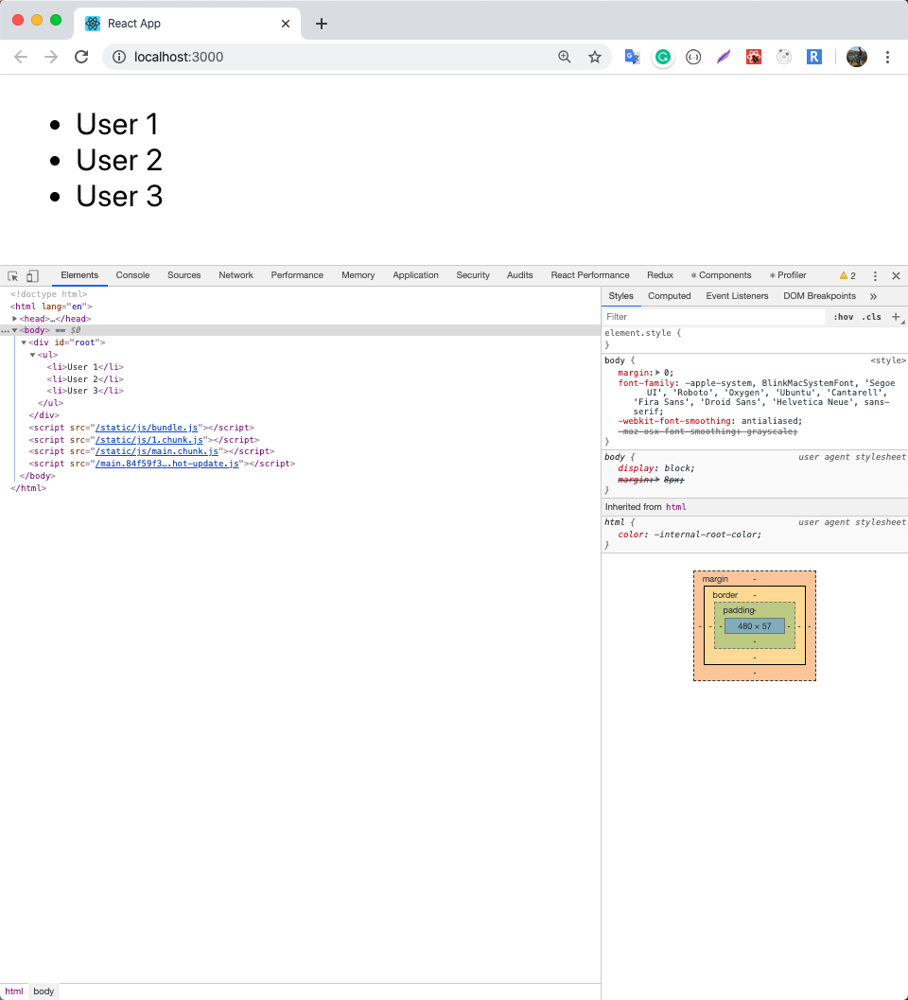 React App
localhost:3000
User 1
User 2
User 3
Elements Console Sources Network Performance Memory Application Security Audits React Performance Redux ⚛ Components ⚛ Profiler 2
<!doctype html>
<html lang="en">
<head>…</head>
<body> == $0
<div id="root">
<ul>
<li>User 1</li>
<li>User 2</li>
<li>User 3</li>
</ul>
</div>
<script src="/static/js/bundle.js"></script>
<script src="/static/js/1.chunk.js"></script>
<script src="/static/js/main.chunk.js"></script>
<script src="/main.84f59f3….hot-update.js"></script>
</body>
</html>
html body
Styles Computed Event Listeners DOM Breakpoints »
Filter :hov .cls +
element.style {
}
body { <style>
margin: 0;
font-family: -apple-system, BlinkMacSystemFont, 'Segoe
UI', 'Roboto', 'Oxygen', 'Ubuntu', 'Cantarell',
'Fira Sans', 'Droid Sans', 'Helvetica Neue', sans-
serif;
-webkit-font-smoothing: antialiased;
-moz-osx-font-smoothing: grayscale;
}
body { user agent stylesheet
display: block;
margin: 8px;
}
Inherited from html
html { user agent stylesheet
color: -internal-root-color;
}
margin -
border -
padding -
- - - 480 × 57 - - -
-
-
-